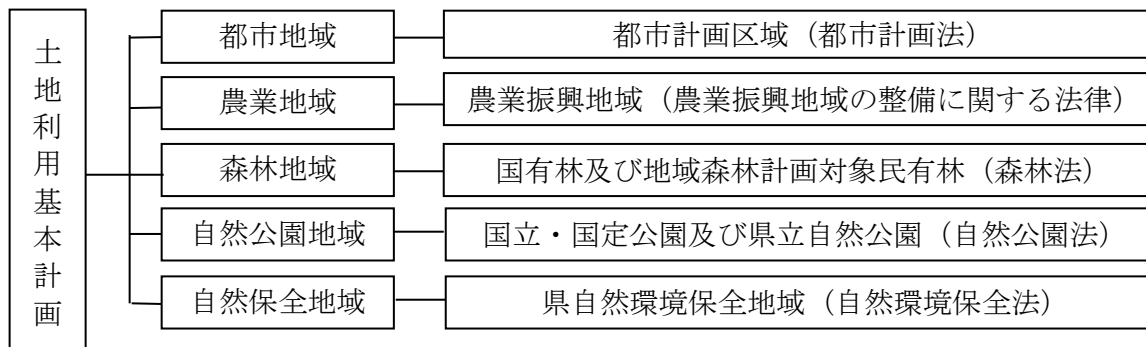 土地利用基本計画
都市地域
都市計画区域（都市計画法）
農業地域
農業振興地域（農業振興地域の整備に関する法律）
森林地域
国有林及び地域森林計画対象民有林（森林法）
自然公園地域
国立・国定公園及び県立自然公園（自然公園法）
自然保全地域
県自然環境保全地域（自然環境保全法）